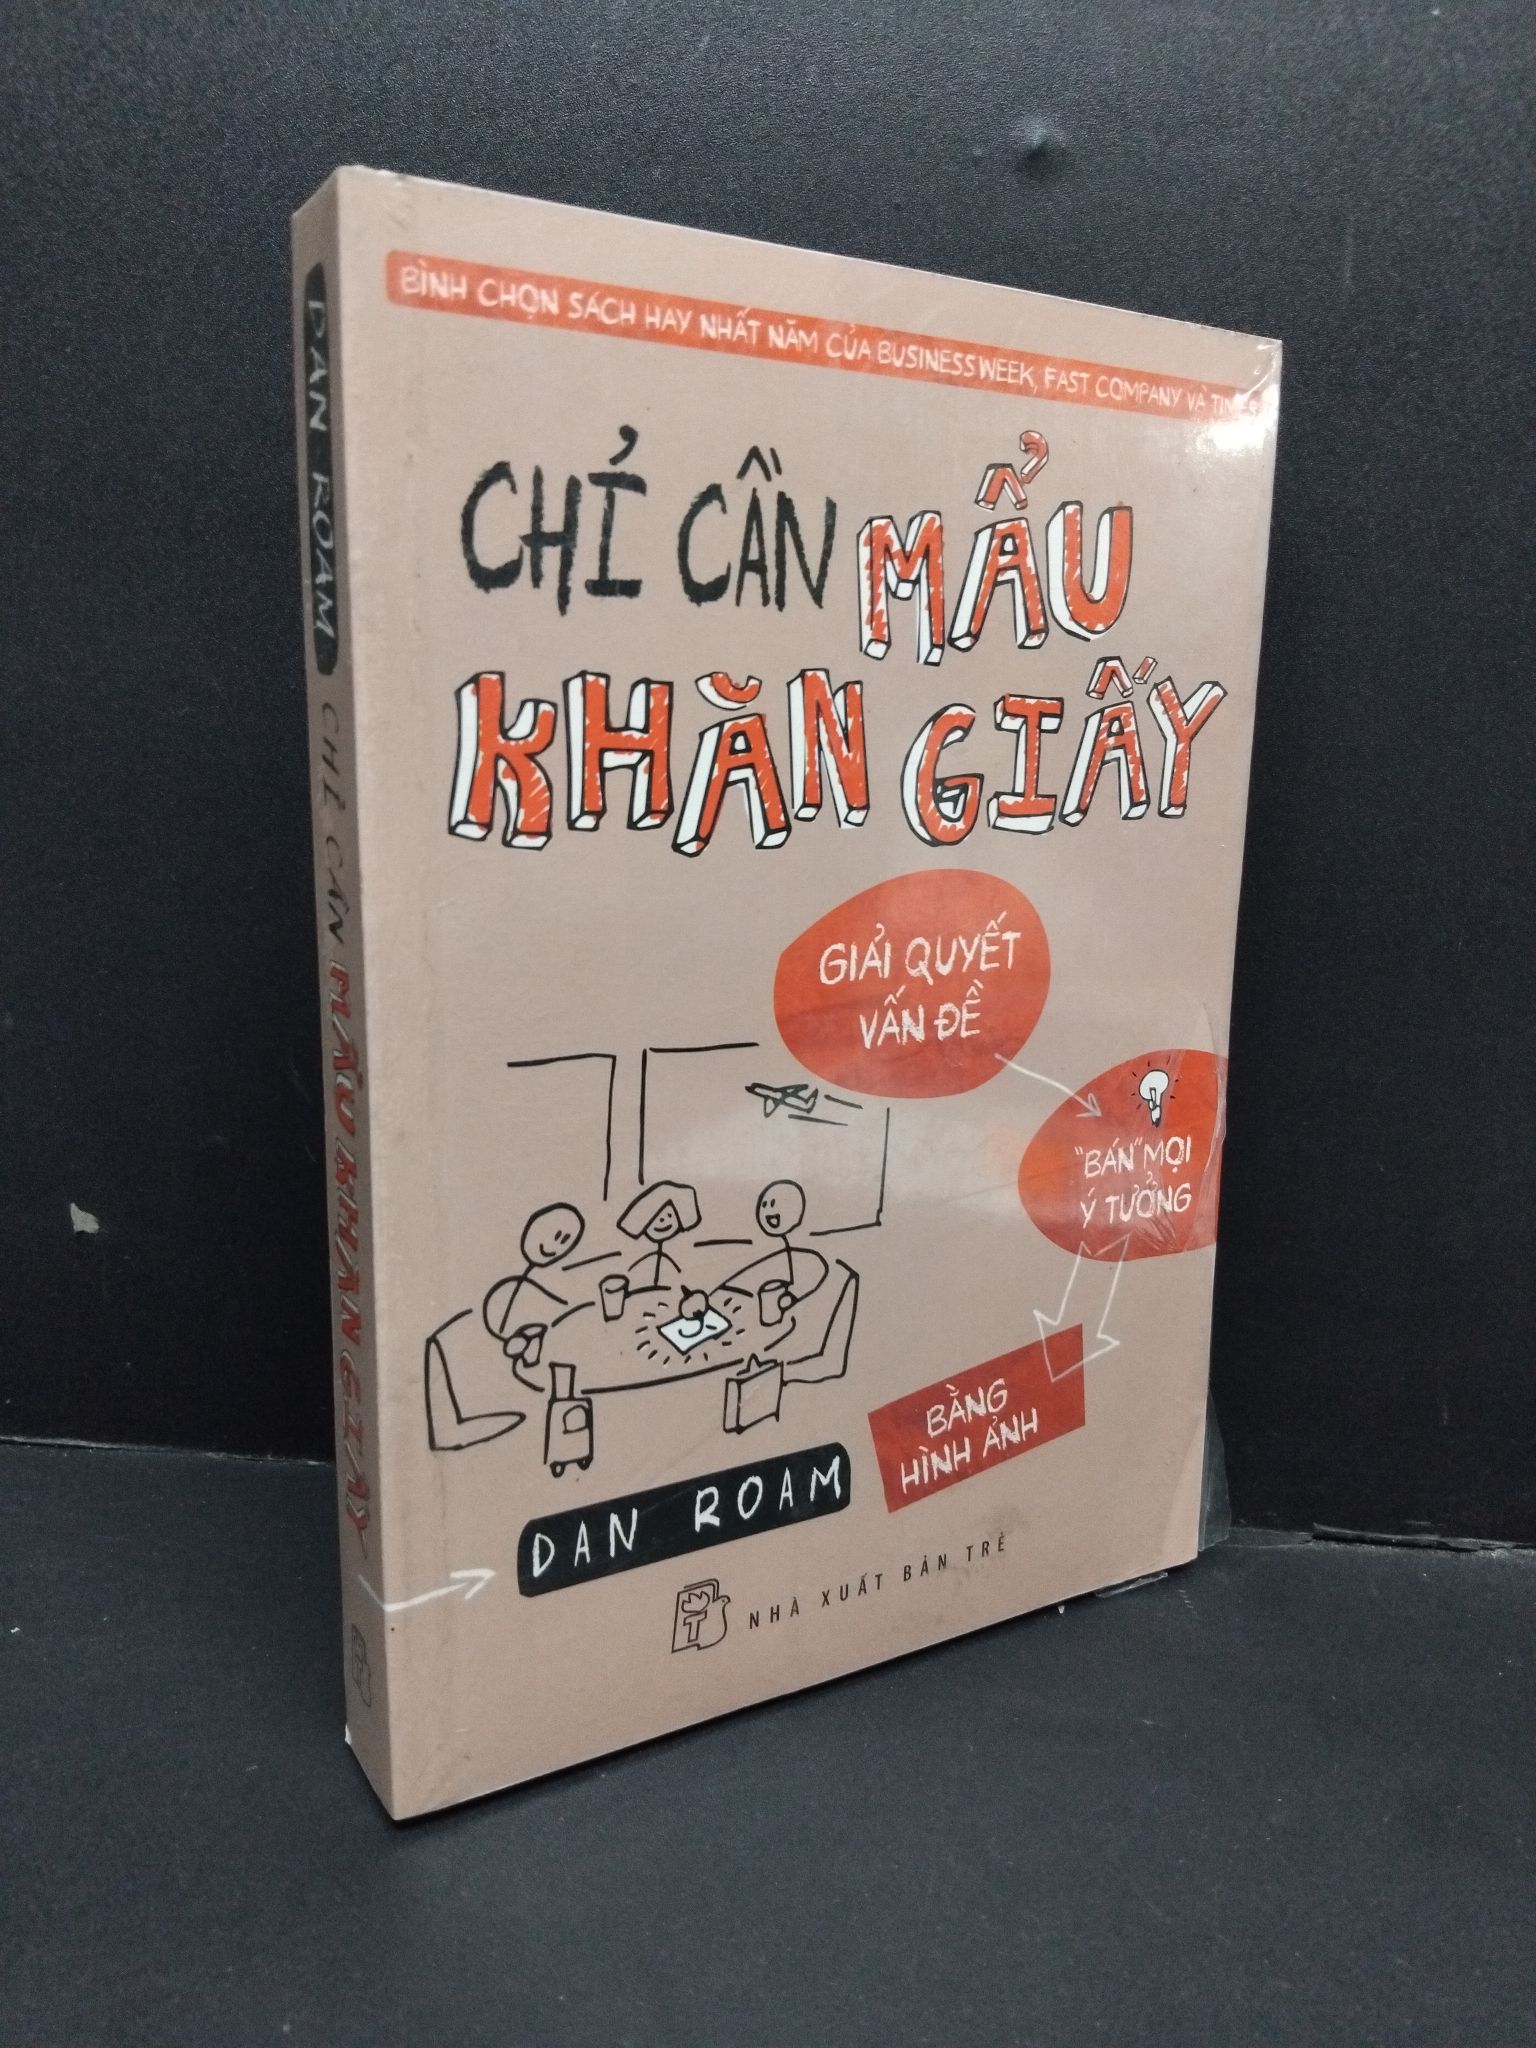 BÌNH CHỌN SÁCH HAY NHẤT NĂM CỦA BUSINESSWEEK, FAST COMPANY VÀ TIMES
CHỈ CẦN MẨU
KHĂN GIẤY
GIẢI QUYẾT
VẤN ĐỀ
"BÁN" MỌI
Ý TƯỞNG
BẰNG
HÌNH ẢNH
DAN ROAM
NHÀ XUẤT BẢN TRẺ
DAN ROAM CHỈ CẦN MẨU KHĂN GIẤY